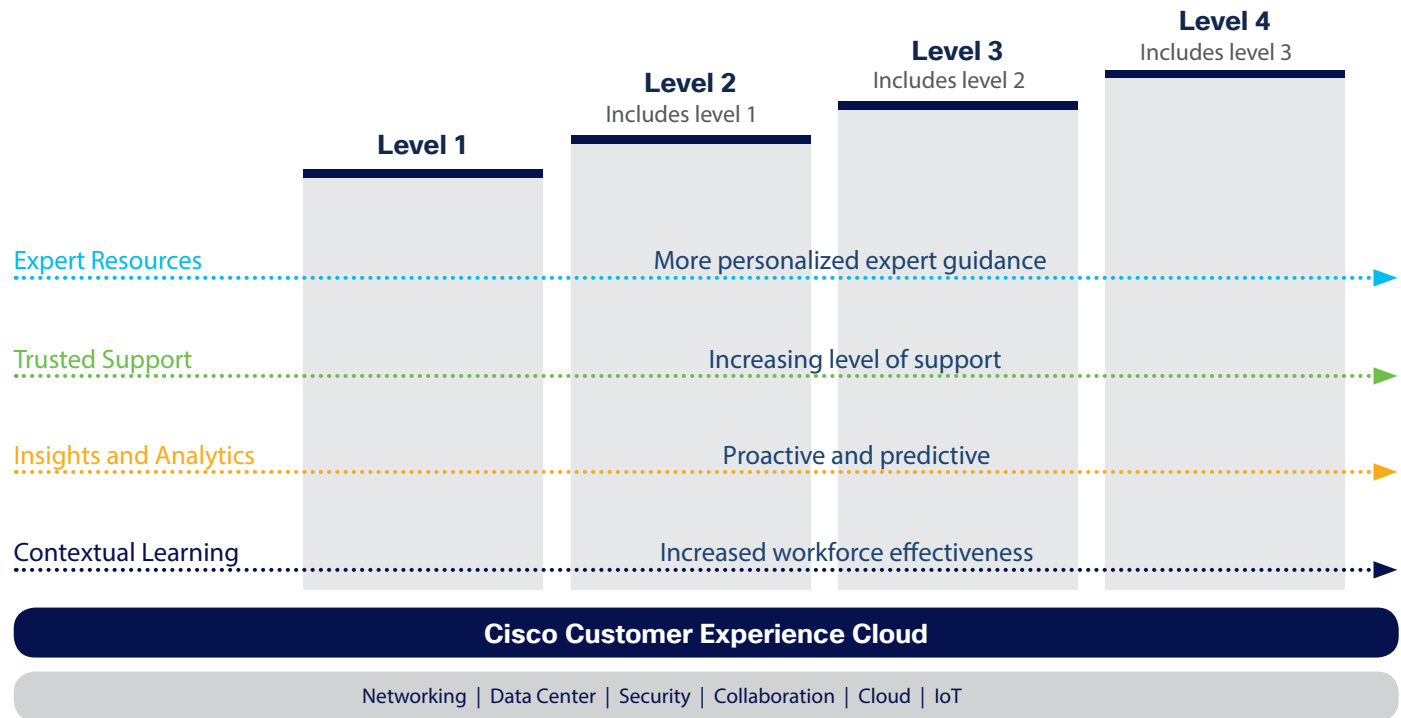 Level 1
Level 2
Includes level 1
Level 3
Includes level 2
Level 4
Includes level 3
Expert Resources
More personalized expert guidance
Trusted Support
Increasing level of support
Insights and Analytics
Proactive and predictive
Contextual Learning
Increased workforce effectiveness
Cisco Customer Experience Cloud
Networking | Data Center | Security | Collaboration | Cloud | IoT